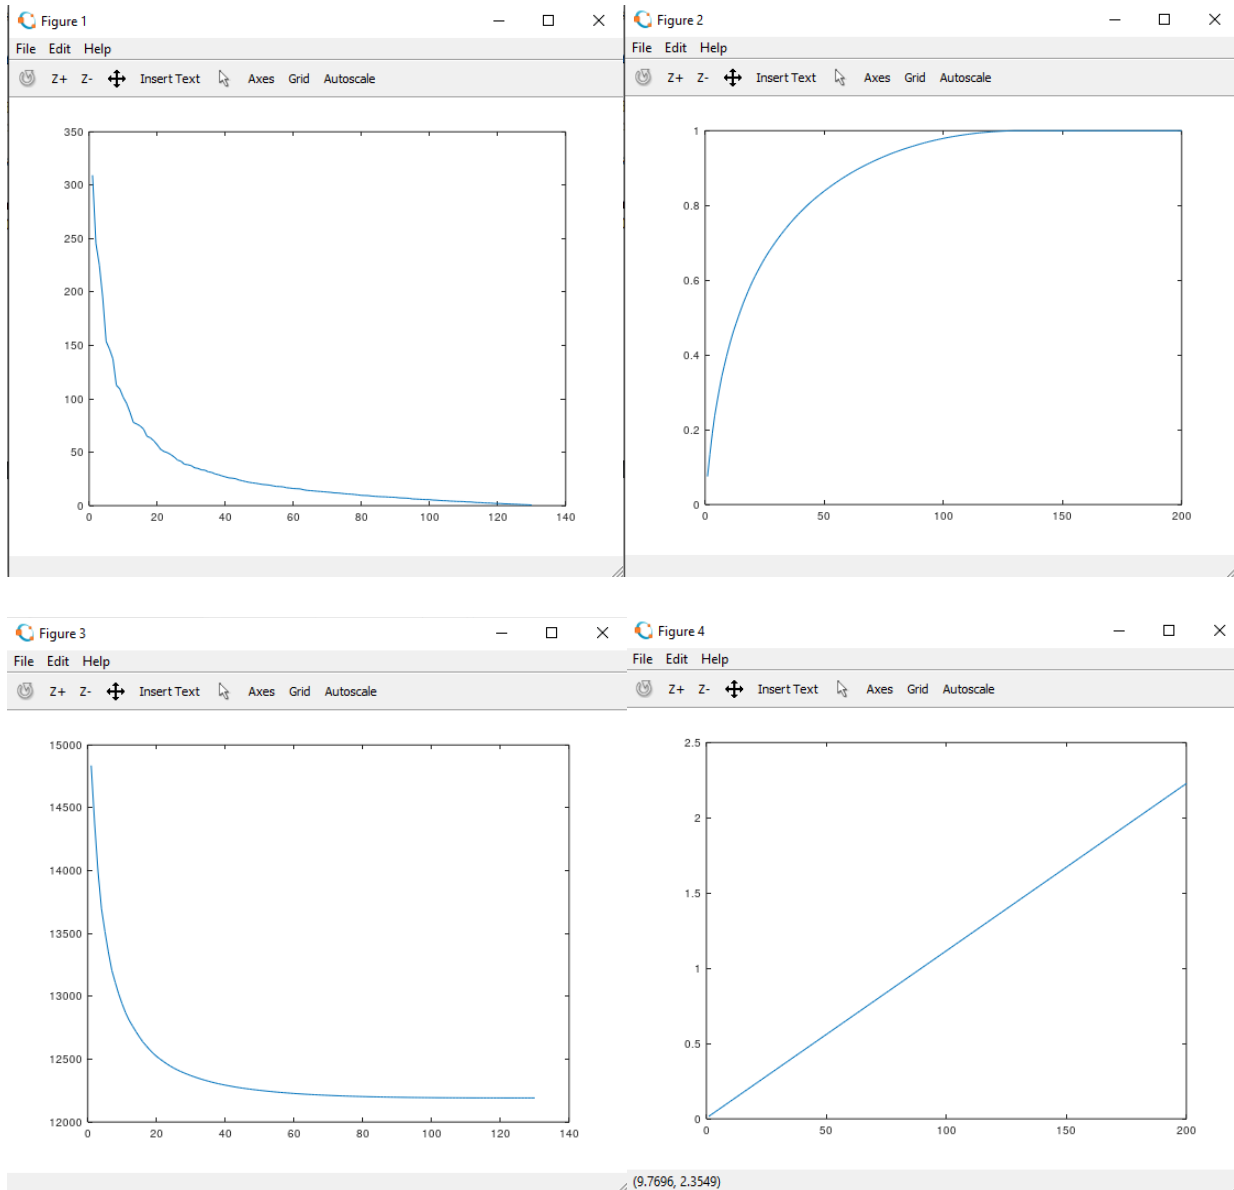 Figure 1
File Edit Help
Z+ Z- Insert Text Axes Grid Autoscale
350
300
250
200
150
100
50
0
0 20 40 60 80 100 120 140
Figure 2
File Edit Help
Z+ Z- Insert Text Axes Grid Autoscale
1
0.8
0.6
0.4
0.2
0
0 50 100 150 200
Figure 3
File Edit Help
Z+ Z- Insert Text Axes Grid Autoscale
15000
14500
14000
13500
13000
12500
12000
0 20 40 60 80 100 120 140
Figure 4
File Edit Help
Z+ Z- Insert Text Axes Grid Autoscale
2.5
2
1.5
1
0.5
0
0 50 100 150 200
(9.7696, 2.3549)